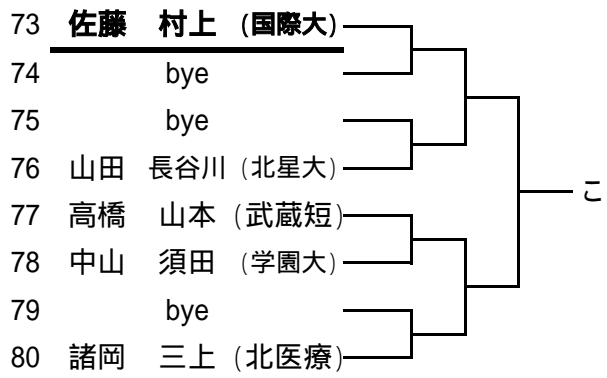 73 佐藤 村上 (国際大)
74 bye
75 bye
76 山田 長谷川 (北星大)
77 高橋 山本 (武蔵短)
78 中山 須田 (学園大)
79 bye
80 諸岡 三上 (北医療)
こ